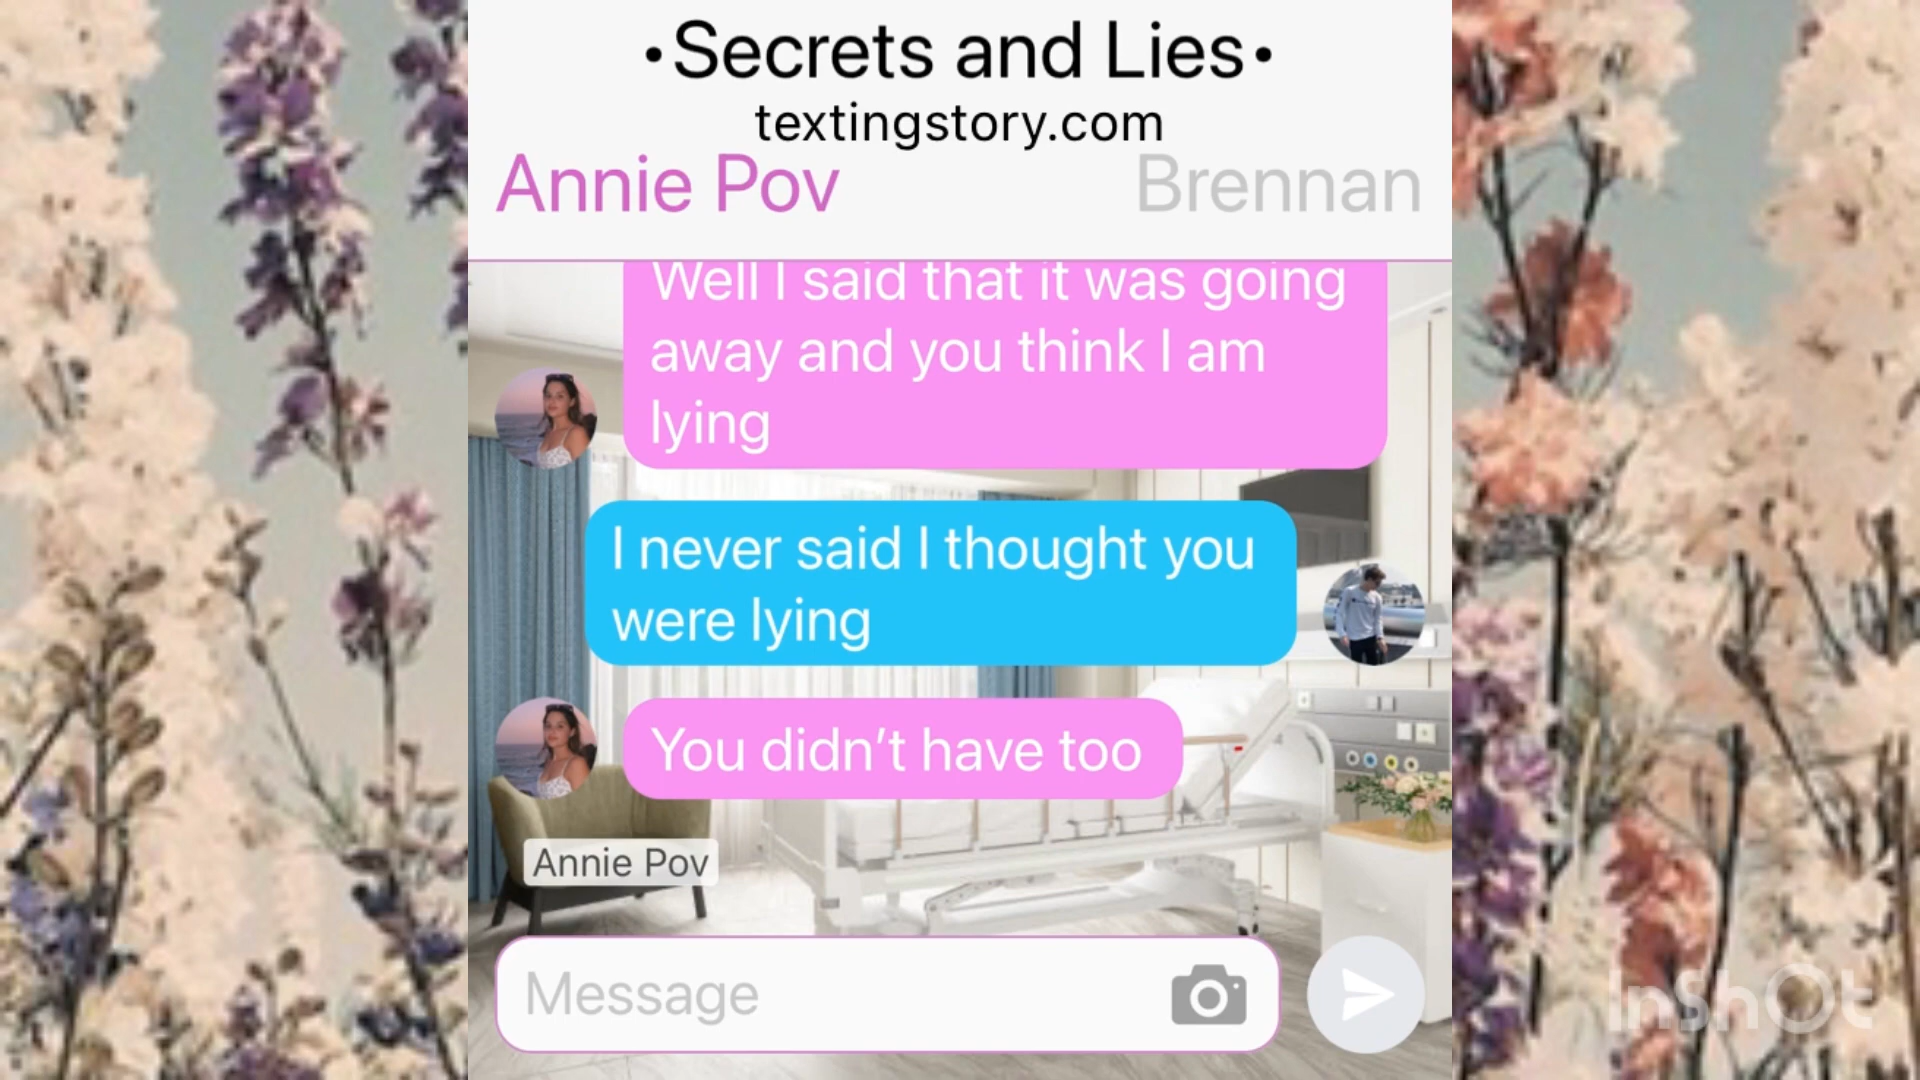 •Secrets and Lies•
textingstory.com
Annie Pov
Brennan
Well I said that it was going
away and you think I am
lying
I never said I thought you
were lying
You didn’t have too
Annie Pov
Message
InShOt